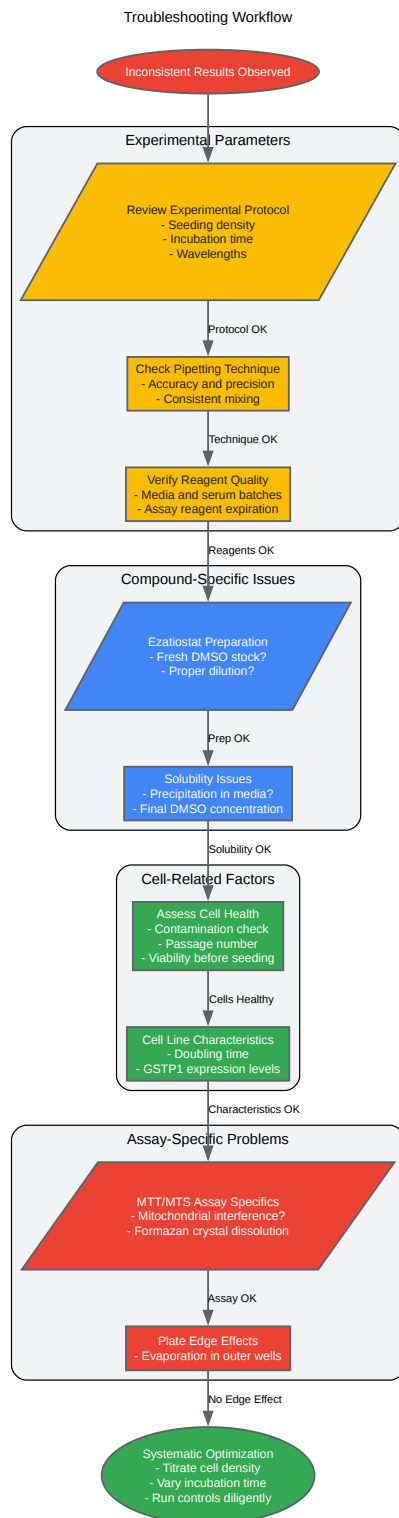 Troubleshooting Workflow
Inconsistent Results Observed
Experimental Parameters
Review Experimental Protocol
- Seeding density
- Incubation time
- Wavelengths
Protocol OK
Check Pipetting Technique
- Accuracy and precision
- Consistent mixing
Technique OK
Verify Reagent Quality
- Media and serum batches
- Assay reagent expiration
Reagents OK
Compound-Specific Issues
Ezatiostat Preparation
- Fresh DMSO stock?
- Proper dilution?
Prep OK
Solubility Issues
- Precipitation in media?
- Final DMSO concentration
Solubility OK
Cell-Related Factors
Assess Cell Health
- Contamination check
- Passage number
- Viability before seeding
Cells Healthy
Cell Line Characteristics
- Doubling time
- GSTP1 expression levels
Characteristics OK
Assay-Specific Problems
MTT/MTS Assay Specifics
- Mitochondrial interference?
- Formazan crystal dissolution
Assay OK
Plate Edge Effects
- Evaporation in outer wells
No Edge Effect
Systematic Optimization
- Titrate cell density
- Vary incubation time
- Run controls diligently